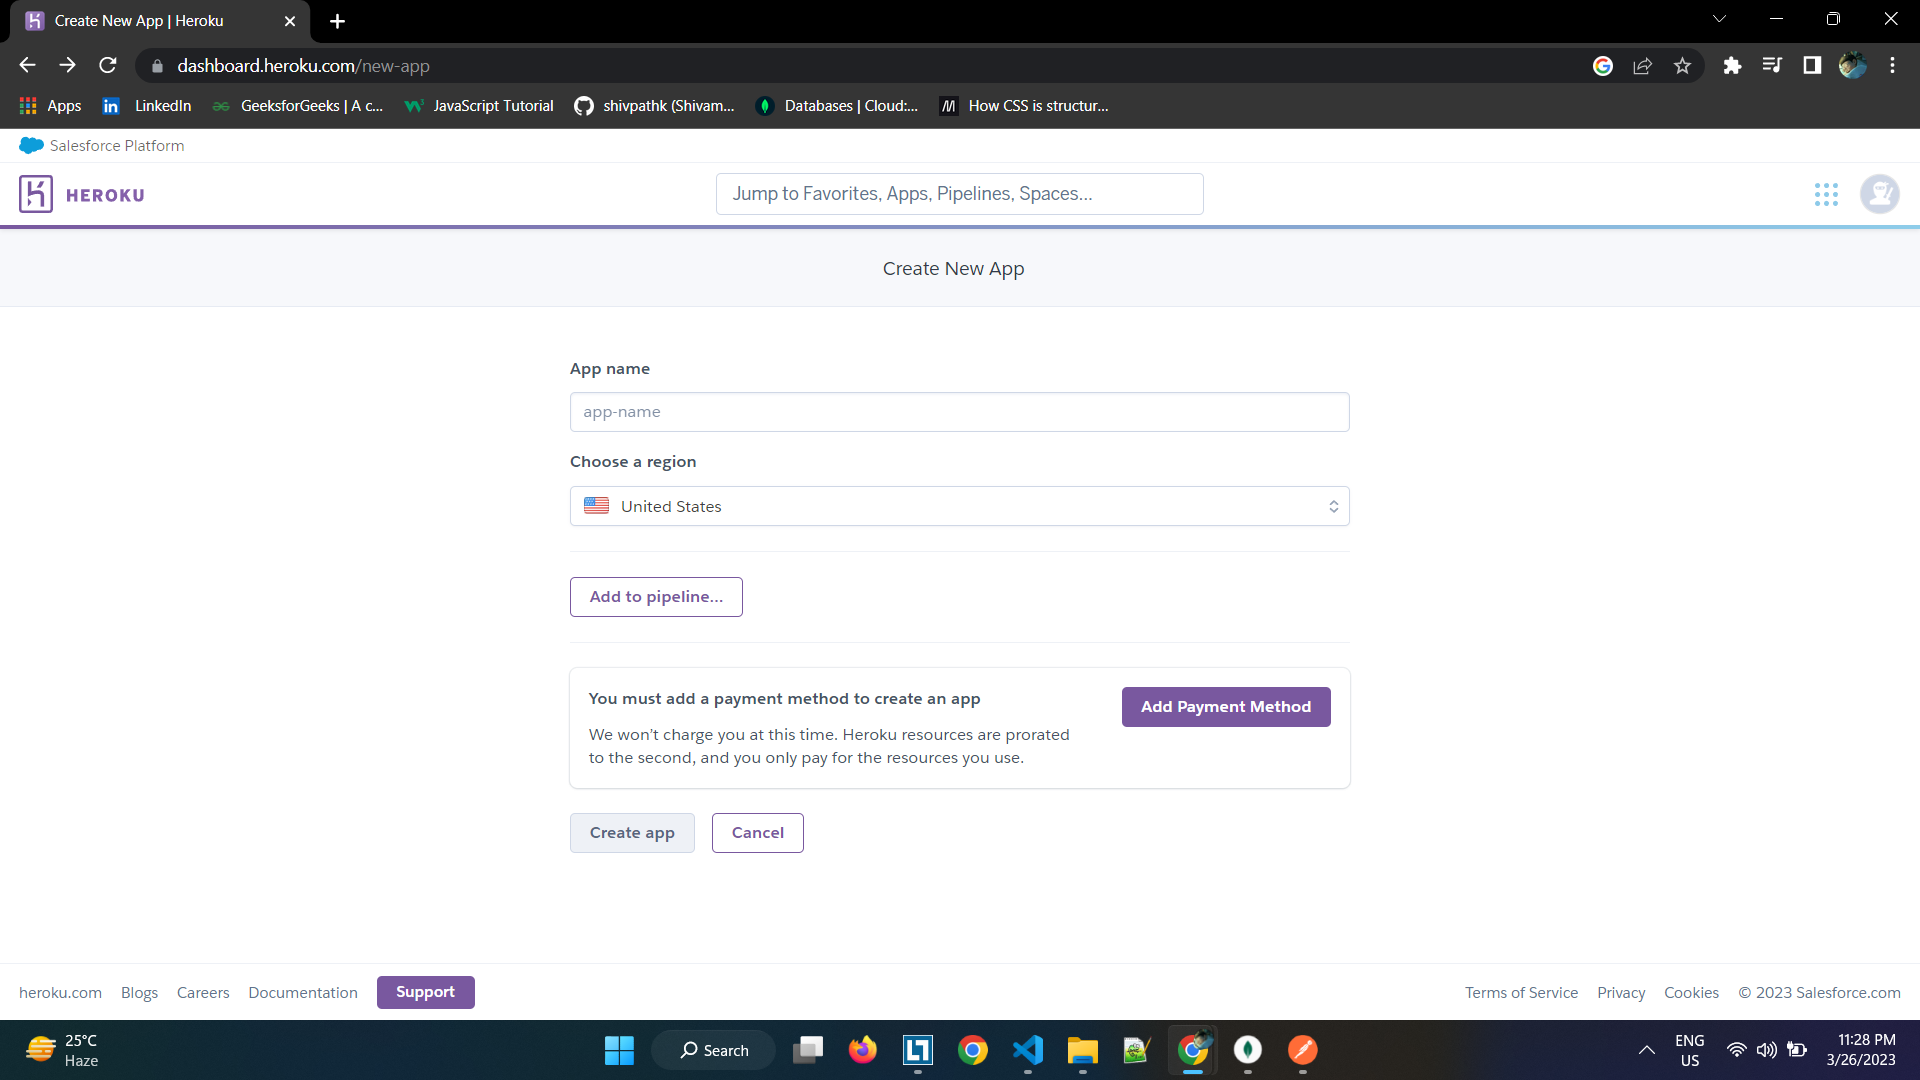 Create New App | Heroku
dashboard.heroku.com/new-app
Apps
LinkedIn
GeeksforGeeks | A c...
JavaScript Tutorial
shivpathk (Shivam...
Databases | Cloud:...
How CSS is structur...
Salesforce Platform
HEROKU
Jump to Favorites, Apps, Pipelines, Spaces...
Create New App
App name
app-name
Choose a region
United States
Add to pipeline...
You must add a payment method to create an app
Add Payment Method
We won't charge you at this time. Heroku resources are prorated
to the second, and you only pay for the resources you use.
Create app
Cancel
heroku.com
Blogs
Careers
Documentation
Support
Terms of Service
Privacy
Cookies
© 2023 Salesforce.com
25°C
Haze
Search
ENG
US
11:28 PM
3/26/2023